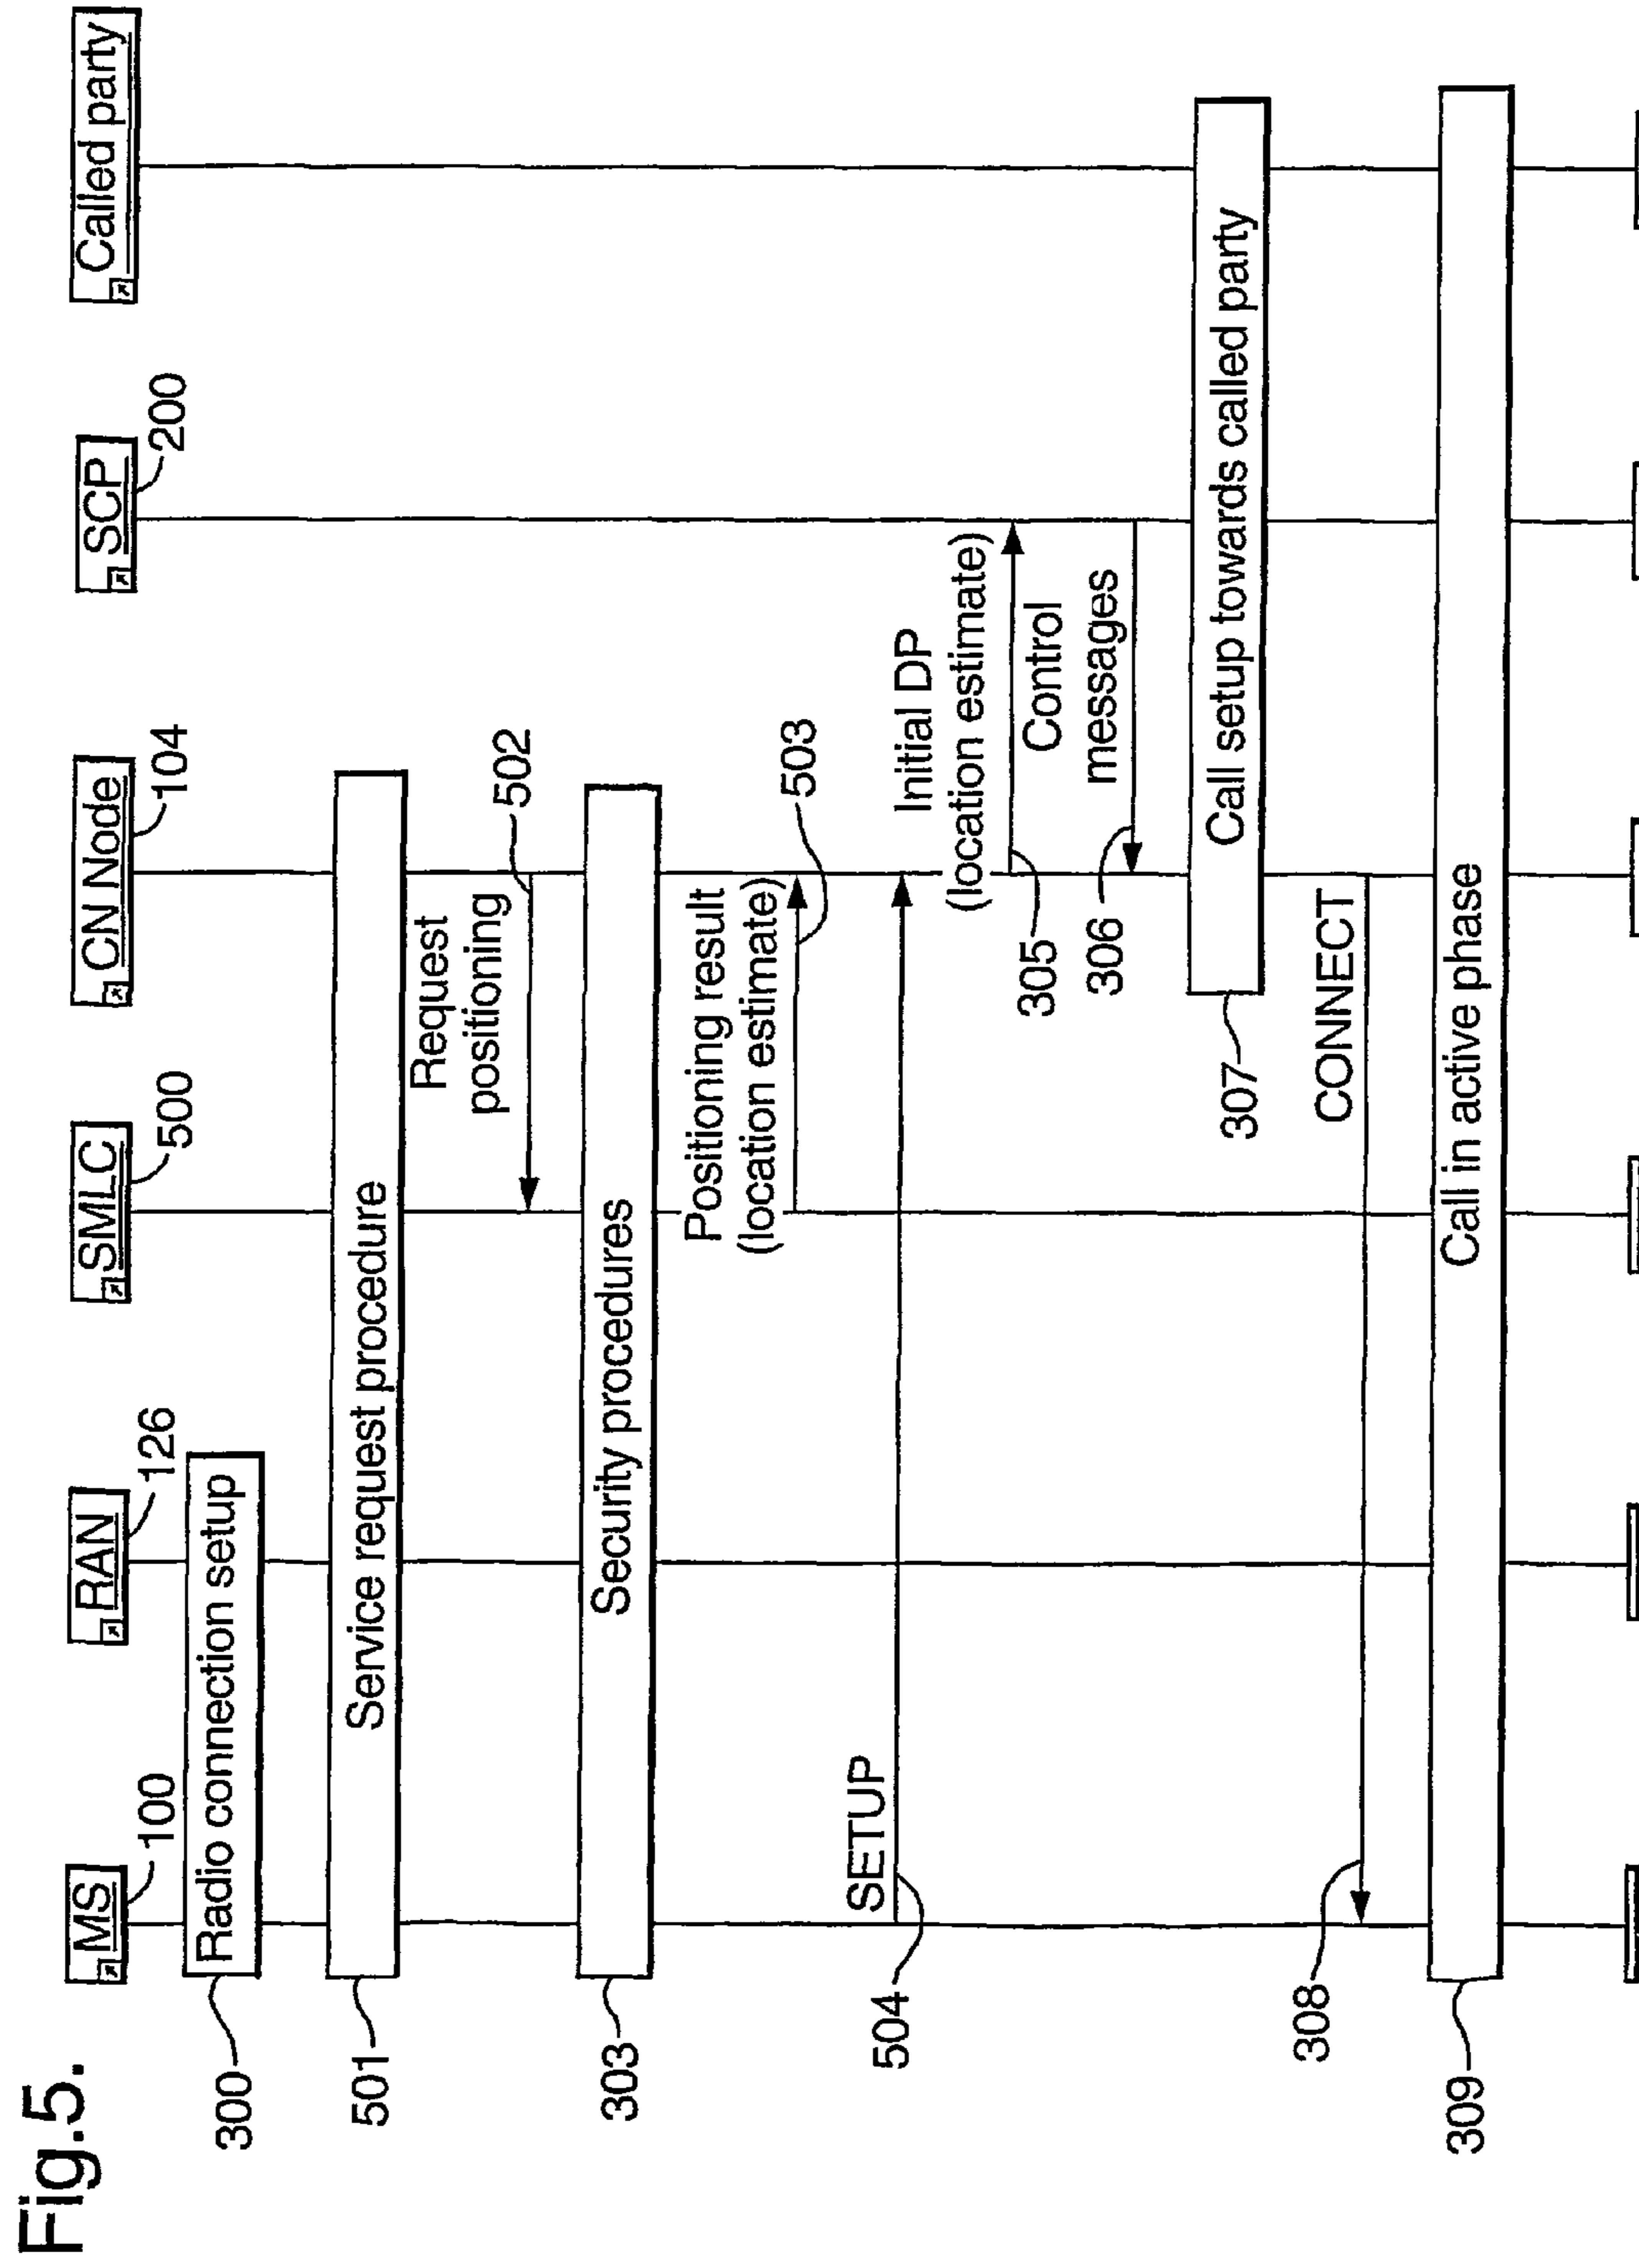 Fig.5.
MS
100
RAN
126
SMLC
500
CN Node
104
SCP
200
Called party
300
Radio connection setup
501
Service request procedure
Request
positioning
502
303
Security procedures
Positioning result
(location estimate)
503
504
SETUP
Initial DP
(location estimate)
305
Control
messages
306
307
Call setup towards called party
308
CONNECT
309
Call in active phase